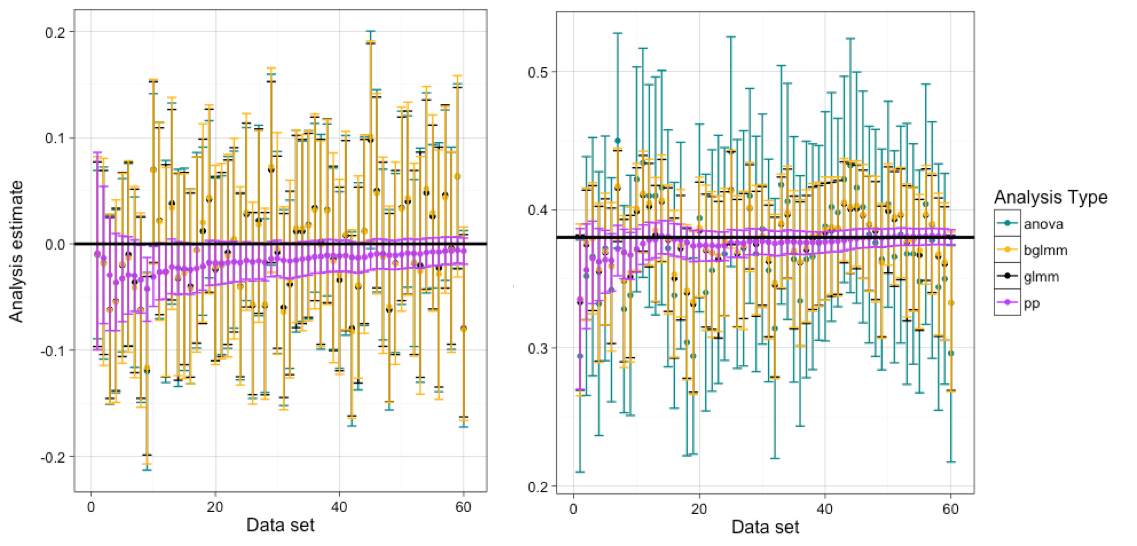 0.2
0.1
0.0
-0.1
-0.2
Analysis estimate
0
20
40
60
Data set
0.5
0.4
0.3
0.2
0
20
40
60
Data set
Analysis Type
anova
bglmm
glmm
pp